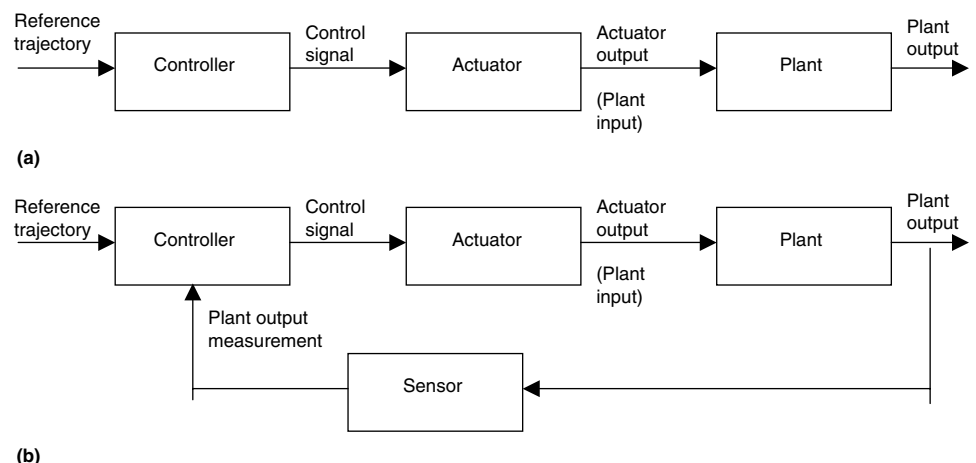 Reference
trajectory
Controller
Control
signal
Actuator
Actuator
output
(Plant
input)
Plant
Plant
output
(a)
Reference
trajectory
Controller
Control
signal
Actuator
Actuator
output
(Plant
input)
Plant
Plant
output
Plant output
measurement
Sensor
(b)